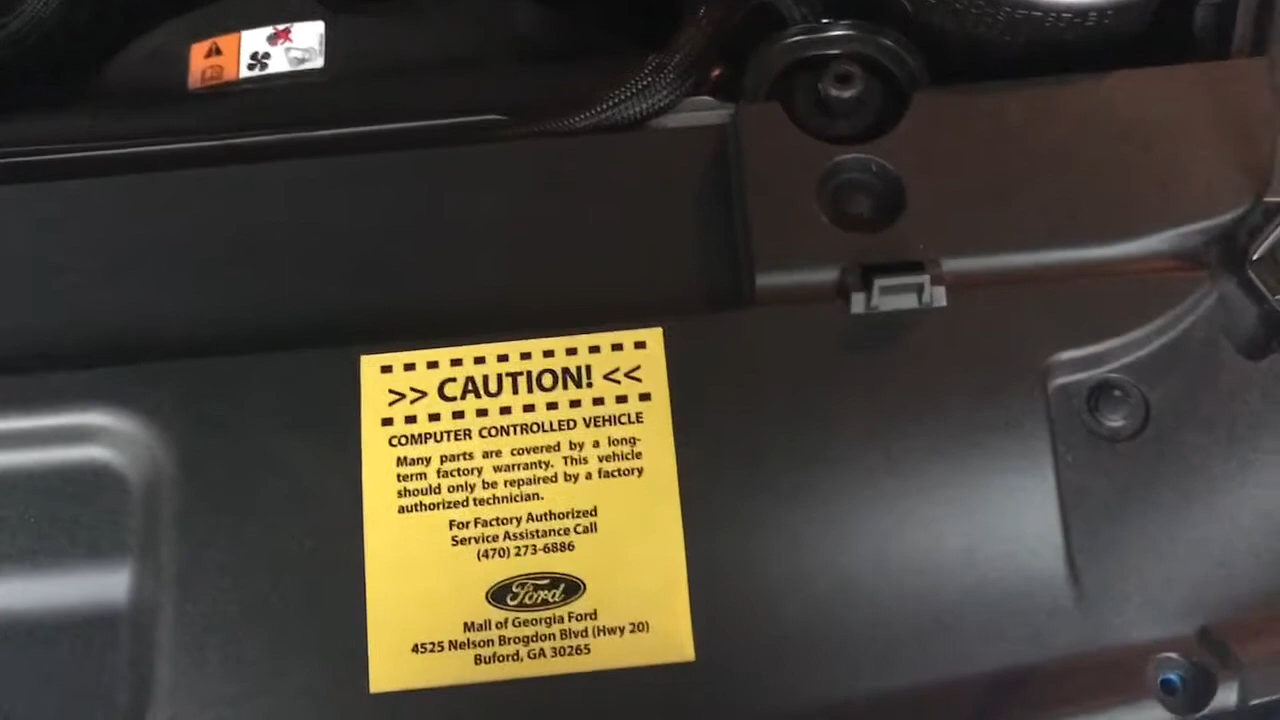 >> CAUTION! <<
COMPUTER CONTROLLED VEHICLE
Many parts are covered by a long-
term factory warranty. This vehicle
should only be repaired by a factory
authorized technician.
For Factory Authorized
Service Assistance Call
(470) 273-6886
Ford
Mall of Georgia Ford
4525 Nelson Brogdon Blvd (Hwy 20)
Buford, GA 30265